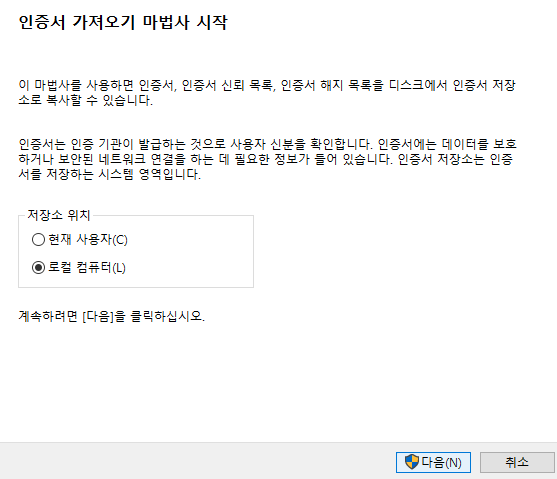 인증서 가져오기 마법사 시작
이 마법사를 사용하면 인증서, 인증서 신뢰 목록, 인증서 해지 목록을 디스크에서 인증서 저장
소로 복사할 수 있습니다.
인증서는 인증 기관이 발급하는 것으로 사용자 신분을 확인합니다. 인증서에는 데이터를 보호
하거나 보안된 네트워크 연결을 하는 데 필요한 정보가 들어 있습니다. 인증서 저장소는 인증
서를 저장하는 시스템 영역입니다.
저장소 위치
현재 사용자(C)
로컬 컴퓨터(L)
계속하려면 [다음]을 클릭하십시오.
다음(N) 취소